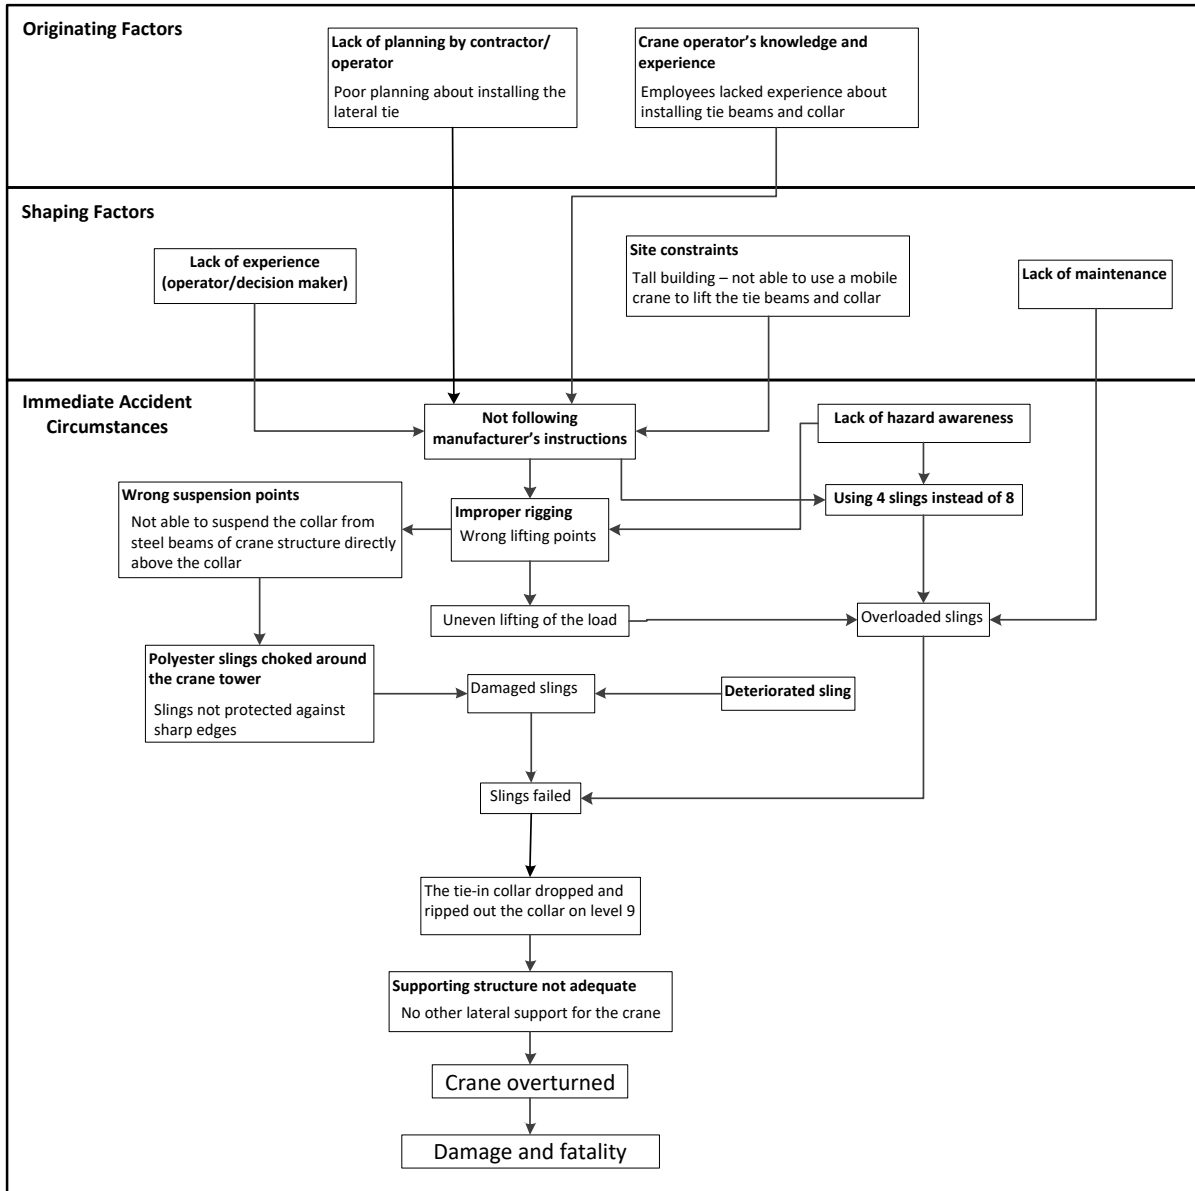 Originating Factors
Lack of planning by contractor/
operator
Poor planning about installing the
lateral tie
Crane operator’s knowledge and
experience
Employees lacked experience about
installing tie beams and collar
Shaping Factors
Lack of experience
(operator/decision maker)
Site constraints
Tall building – not able to use a mobile
crane to lift the tie beams and collar
Lack of maintenance
Immediate Accident
Circumstances
Not following
manufacturer’s instructions
Lack of hazard awareness
Wrong suspension points
Not able to suspend the collar from
steel beams of crane structure directly
above the collar
Improper rigging
Wrong lifting points
Using 4 slings instead of 8
Uneven lifting of the load
Overloaded slings
Polyester slings choked around
the crane tower
Slings not protected against
sharp edges
Damaged slings
Deteriorated sling
Slings failed
The tie-in collar dropped and
ripped out the collar on level 9
Supporting structure not adequate
No other lateral support for the crane
Crane overturned
Damage and fatality